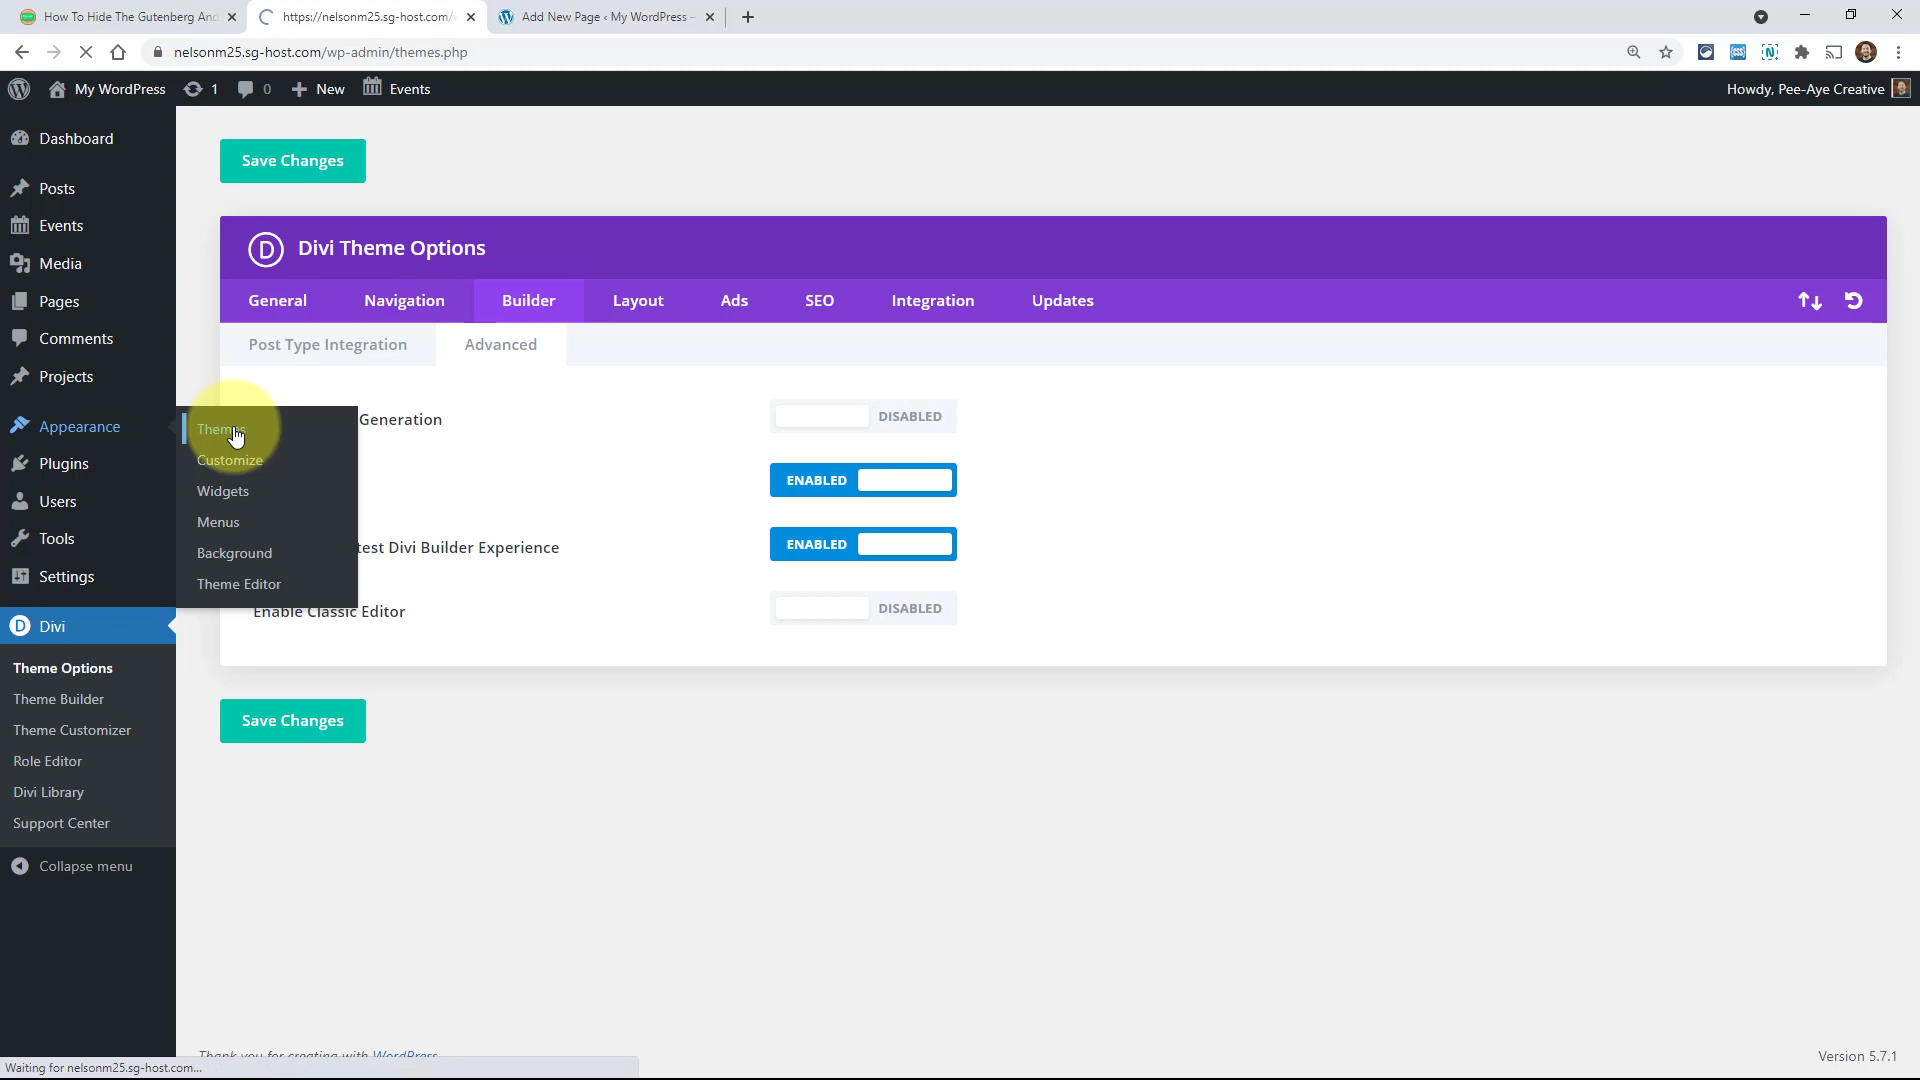 How To Hide The Gutenberg And
https://nelsonm25.sg-host.com/
Add New Page ‹ My WordPress –
nelsonm25.sg-host.com/wp-admin/themes.php
My WordPress
1
0
New
Events
Howdy, Pee-Aye Creative
Dashboard
Posts
Events
Media
Pages
Comments
Projects
Appearance
Plugins
Users
Tools
Settings
Divi
Theme Options
Theme Builder
Theme Customizer
Role Editor
Divi Library
Support Center
Collapse menu
Themes
Customize
Widgets
Menus
Background
Theme Editor
Save Changes
D Divi Theme Options
General
Navigation
Builder
Layout
Ads
SEO
Integration
Updates
Post Type Integration
Advanced
Generation
DISABLED
ENABLED
test Divi Builder Experience
ENABLED
Enable Classic Editor
DISABLED
Save Changes
Thank you for creating with WordPress
Version 5.7.1
Waiting for nelsonm25.sg-host.com...